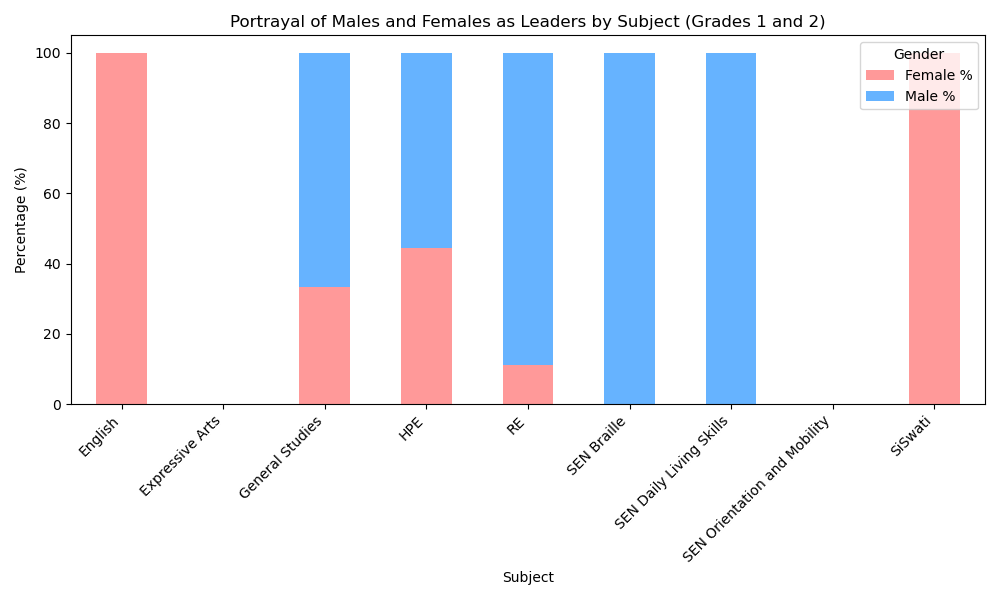 Portrayal of Males and Females as Leaders by Subject (Grades 1 and 2)
Gender
Female %
Male %
Percentage (%)
100
80
60
40
20
0
English
Expressive Arts
General Studies
HPE
RE
SEN Braille
SEN Daily Living Skills
SEN Orientation and Mobility
SiSwati
Subject